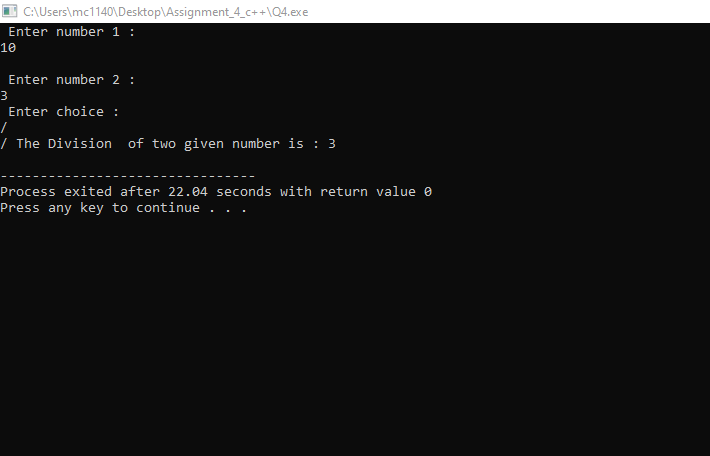 C:\Users\mc1140\Desktop\Assignment_4_c++\Q4.exe
Enter number 1 :
10
Enter number 2 :
3
Enter choice :
/
/ The Division  of two given number is : 3
--------------------------------
Process exited after 22.04 seconds with return value 0
Press any key to continue . . .